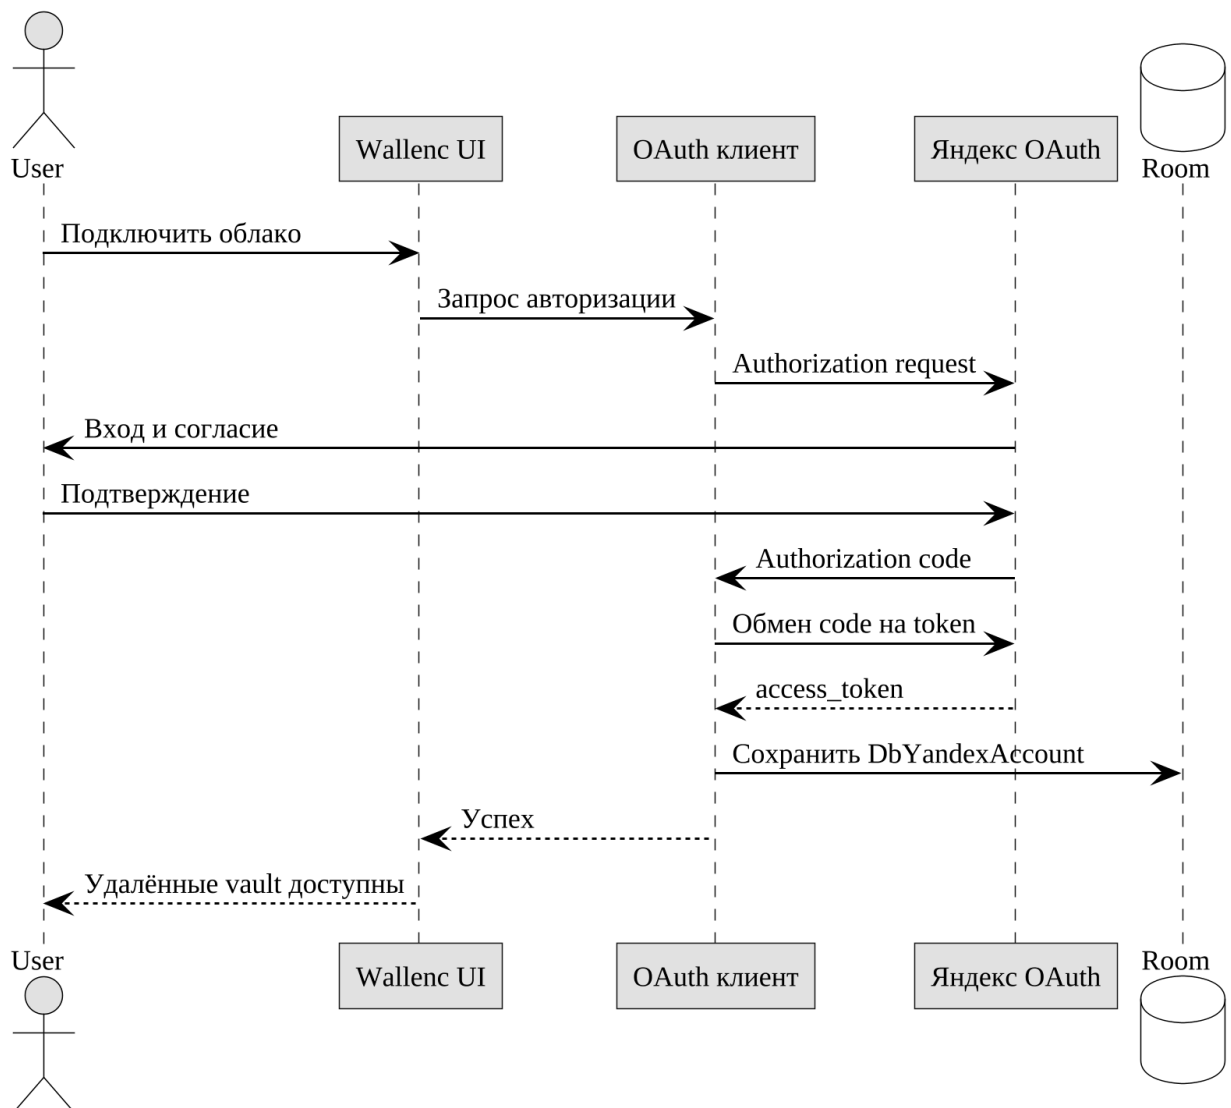 User
Wallenc UI
OAuth клиент
Яндекс OAuth
Room
Подключить облако
Запрос авторизации
Authorization request
Вход и согласие
Подтверждение
Authorization code
Обмен code на token
access_token
Сохранить DbYandexAccount
Успех
Удалённые vault доступны
User
Wallenc UI
OAuth клиент
Яндекс OAuth
Room